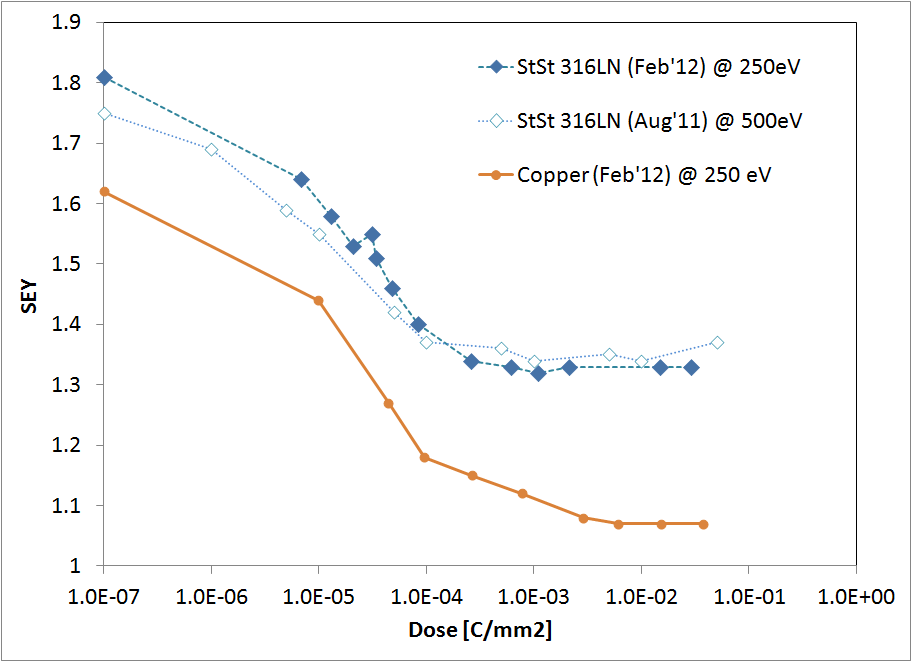 1.9
1.8
1.7
1.6
1.5
1.4
1.3
1.2
1.1
1
SEY
StSt 316LN (Feb'12) @ 250eV
StSt 316LN (Aug'11) @ 500eV
Copper (Feb'12) @ 250 eV
1.0E-07 1.0E-06 1.0E-05 1.0E-04 1.0E-03 1.0E-02 1.0E-01 1.0E+00
Dose [C/mm2]